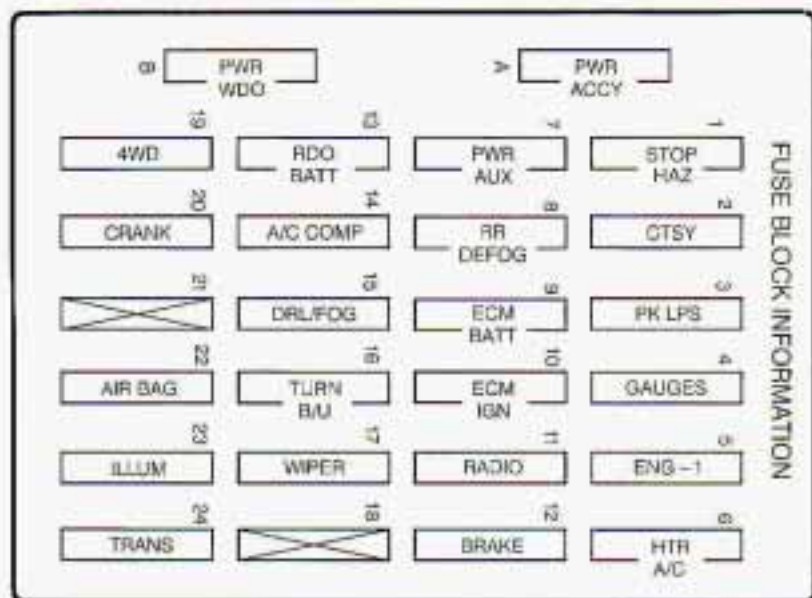 B
PWR
WDO
A
PWR
ACCY
19
4WD
13
RDO
BATT
7
PWR
AUX
1
STOP
HAZ
20
CRANK
14
A/C COMP
8
RR
DEFOG
2
CTSY
21
15
DRL/FOG
9
ECM
BATT
3
PK LPS
22
AIR BAG
16
TURN
B/U
10
ECM
IGN
4
GAUGES
23
ILLUM
17
WIPER
11
RADIO
5
ENG-1
24
TRANS
18
12
BRAKE
6
HTR
A/C
FUSE BLOCK INFORMATION